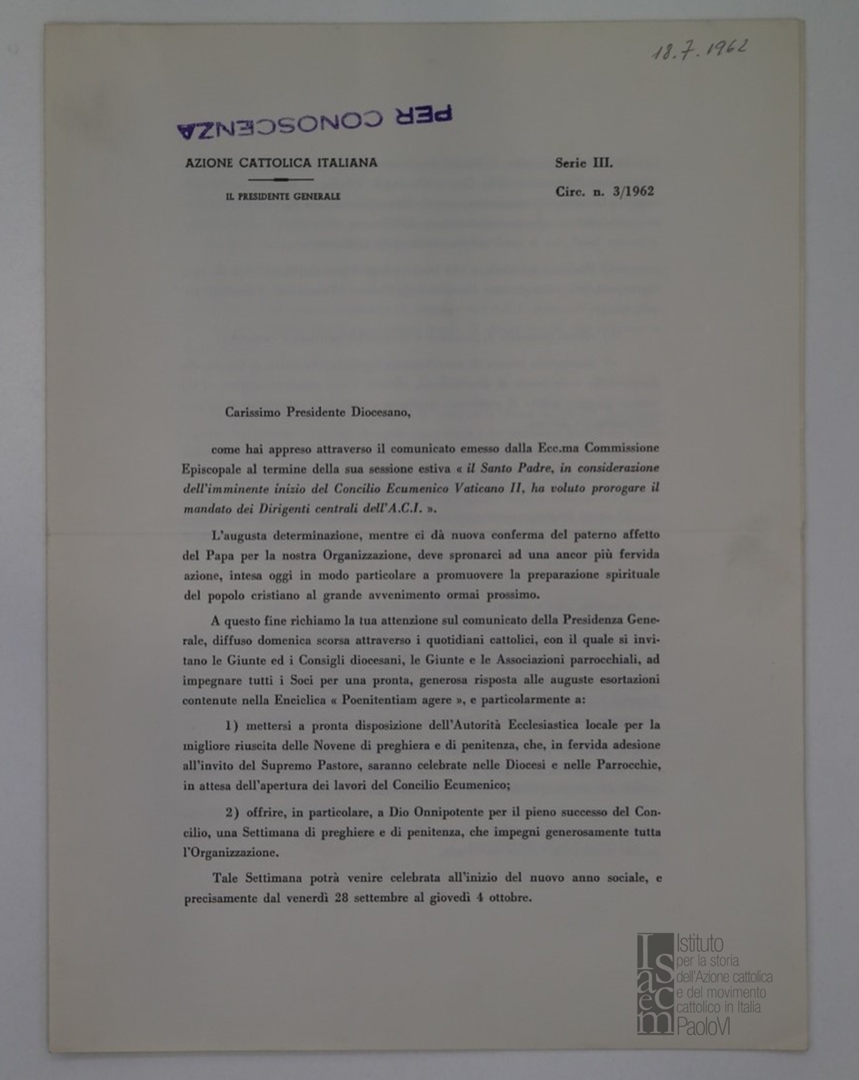 18.7.1962
PER CONOSCENZA
AZIONE CATTOLICA ITALIANA
IL PRESIDENTE GENERALE
Serie III.
Circ. n. 3/1962
Carissimo Presidente Diocesano,
come hai appreso attraverso il comunicato emesso dalla Ecc.ma Commissione
Episcopale al termine della sua sessione estiva « il Santo Padre, in considerazione
dell'imminente inizio del Concilio Ecumenico Vaticano II, ha voluto prorogare il
mandato dei Dirigenti centrali dell'A.C.I. ».
L'augusta determinazione, mentre ci dà nuova conferma del paterno affetto
del Papa per la nostra Organizzazione, deve spronarci ad una ancor più fervida
azione, intesa oggi in modo particolare a promuovere la preparazione spirituale
del popolo cristiano al grande avvenimento ormai prossimo.
A questo fine richiamo la tua attenzione sul comunicato della Presidenza Gene-
rale, diffuso domenica scorsa attraverso i quotidiani cattolici, con il quale si invi-
tano le Giunte ed i Consigli diocesani, le Giunte e le Associazioni parrocchiali, ad
impegnare tutti i Soci per una pronta, generosa risposta alle auguste esortazioni
contenute nella Enciclica « Poenitentiam agere », e particolarmente a:
1) mettersi a pronta disposizione dell'Autorità Ecclesiastica locale per la
migliore riuscita delle Novene di preghiera e di penitenza, che, in fervida adesione
all'invito del Supremo Pastore, saranno celebrate nelle Diocesi e nelle Parrocchie,
in attesa dell'apertura dei lavori del Concilio Ecumenico;
2) offrire, in particolare, a Dio Onnipotente per il pieno successo del Con-
cilio, una Settimana di preghiere e di penitenza, che impegni generosamente tutta
l'Organizzazione.
Tale Settimana potrà venire celebrata all'inizio del nuovo anno sociale, e
precisamente dal venerdì 28 settembre al giovedì 4 ottobre.
Isacem
Istituto
per la storia
dell'Azione cattolica
e del movimento
cattolico in Italia
PaoloVI